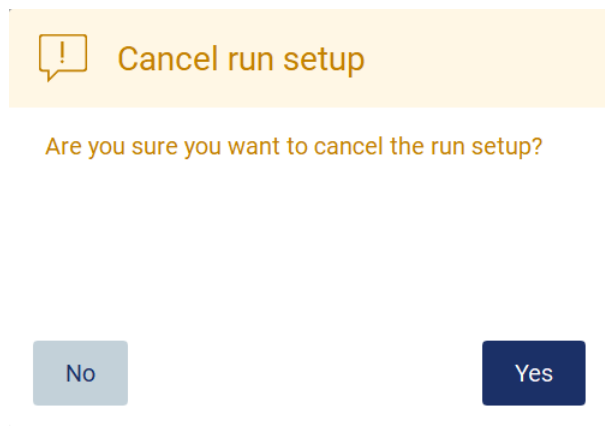 Cancel run setup
Are you sure you want to cancel the run setup?
No
Yes